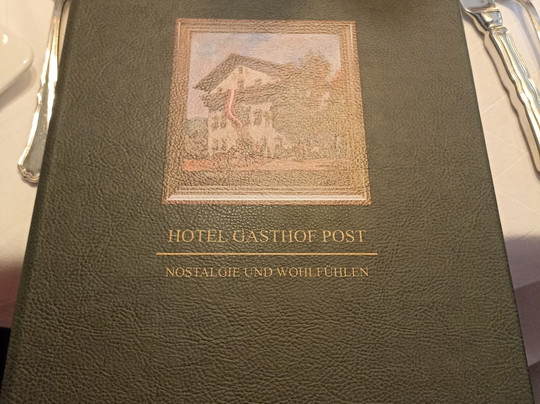 HOTEL GASTHOF POST
NOSTALGIE UND WOHLFÜHLEN